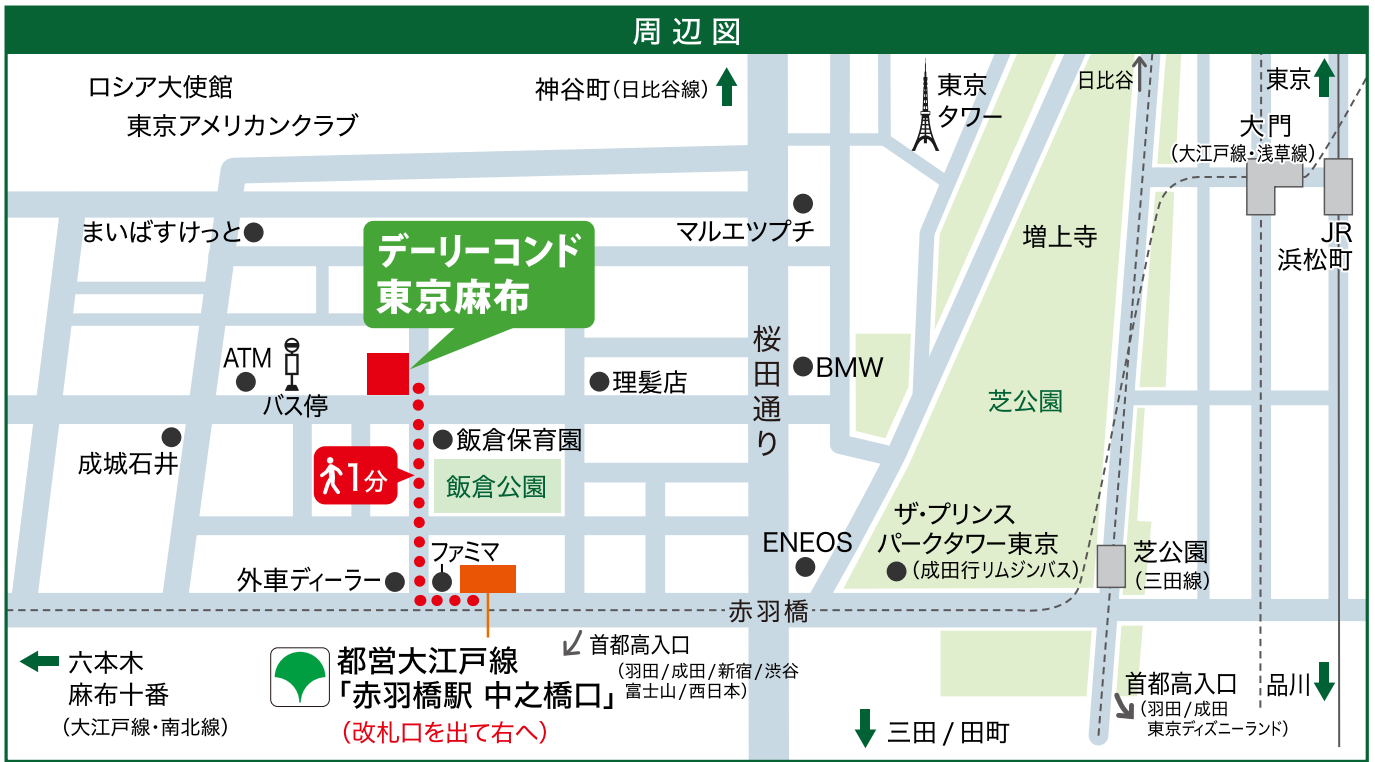 周辺図
ロシア大使館
東京アメリカンクラブ
神谷町(日比谷線)
東京
タワー
日比谷
東京
大門
(大江戸線・浅草線)
JR
浜松町
まいばすけっと
マルエツプチ
増上寺
デーリーコンド
東京麻布
ATM
バス停
理髪店
桜田通り
BMW
芝公園
成城石井
飯倉保育園
1分
飯倉公園
ENEOS
ザ・プリンス
パークタワー東京
(成田行リムジンバス)
芝公園
(三田線)
ファミマ
外車ディーラー
赤羽橋
六本木
麻布十番
(大江戸線・南北線)
都営大江戸線
「赤羽橋駅 中之橋口」
(改札口を出て右へ)
首都高入口
(羽田/成田/新宿/渋谷
富士山/西日本)
三田/田町
首都高入口
(羽田/成田
東京ディズニーランド)
品川